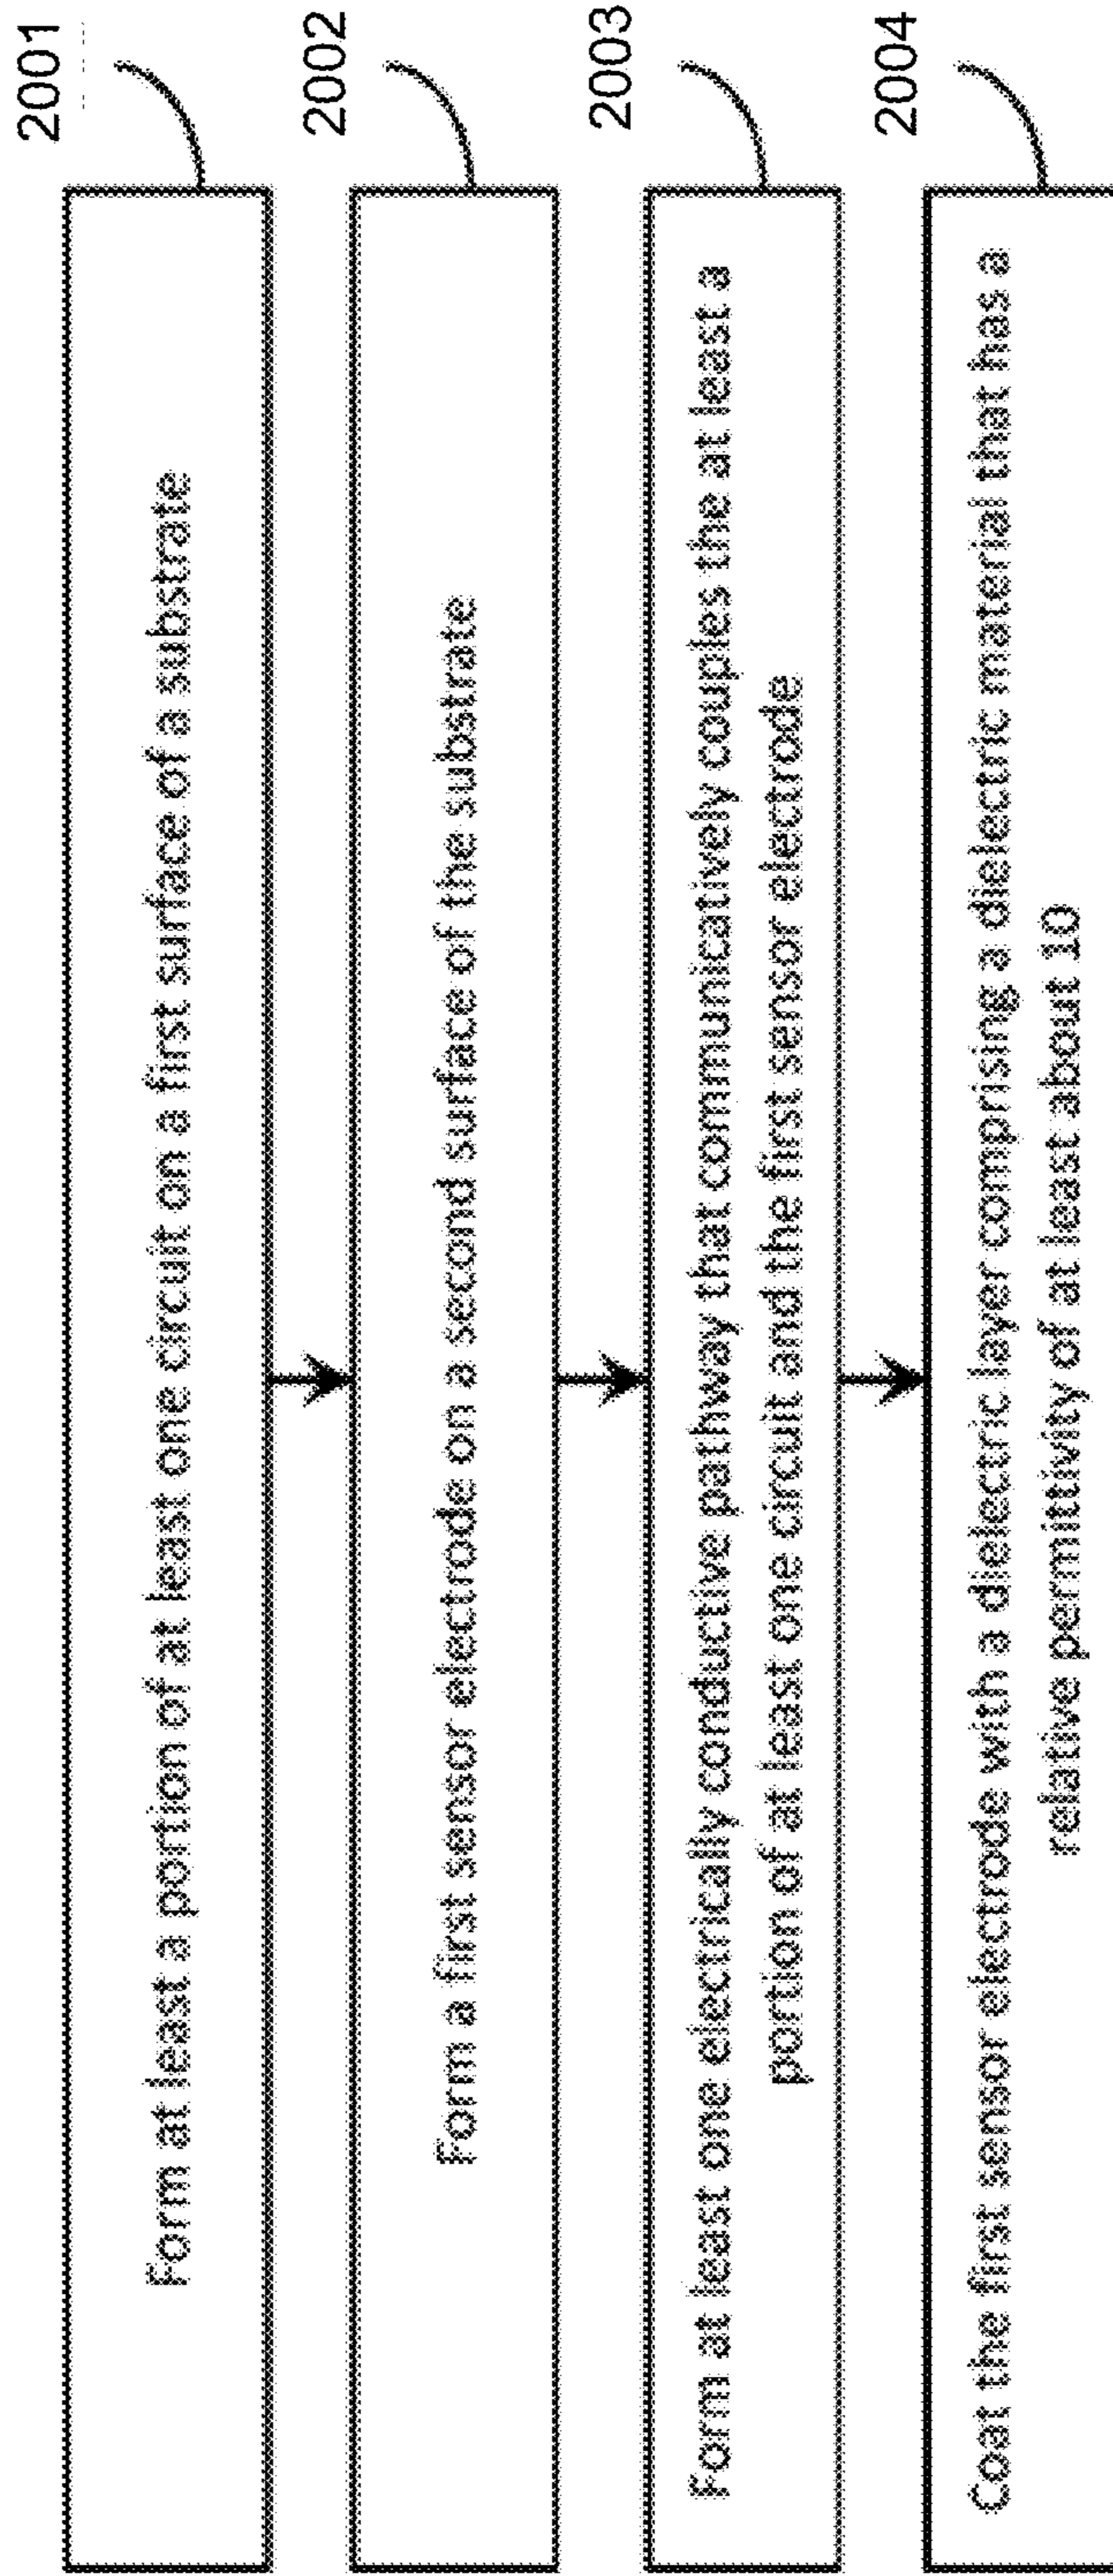 2001
Form at least a portion of at least one circuit on a first surface of a substrate
2002
Form a first sensor electrode on a second surface of the substrate
2003
Form at least one electrically conductive pathway that communicatively couples the at least a
portion of at least one circuit and the first sensor electrode
2004
Coat the first sensor electrode with a dielectric layer comprising a dielectric material that has a
relative permittivity of at least about 10